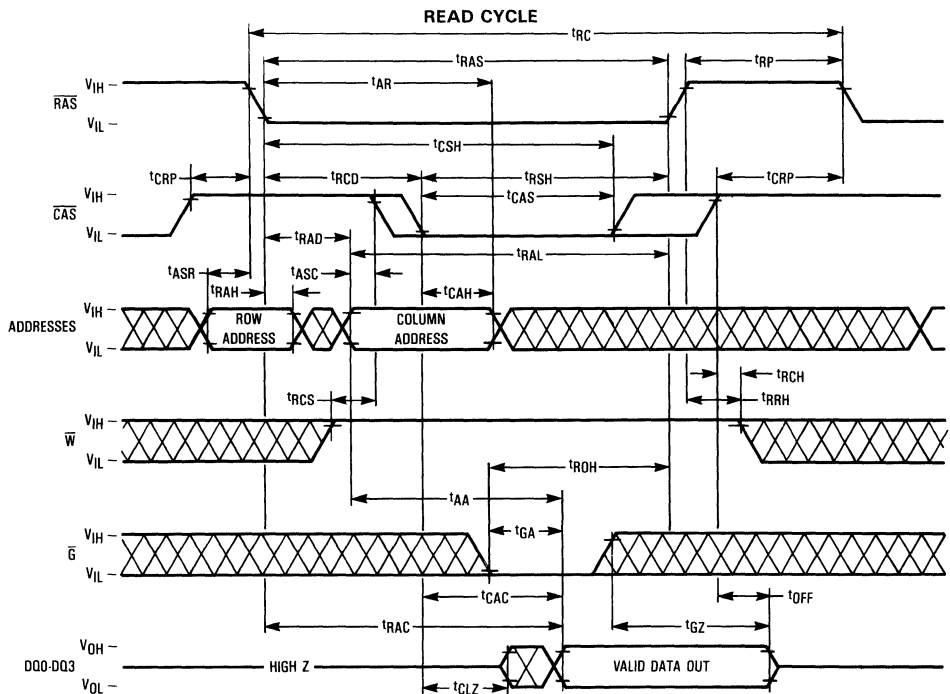 READ CYCLE
tRC
tRAS
tRP
tAR
VIH
RAS
VIL
tCSH
tCRP
tRCD
tRSH
tCRP
VIH
tCAS
CAS
VIL
tRAD
tRAL
tASR
tASC
tRAH
tCAH
VIH
ADDRESSES
ROW
ADDRESS
COLUMN
ADDRESS
VIL
tRCH
tRCS
tRRH
VIH
W
VIL
tROH
tAA
tGA
VIH
G
VIL
tCAC
tOFF
tRAC
tGZ
VOH
DQ0-DQ3
HIGH Z
VALID DATA OUT
VOL
tCLZ